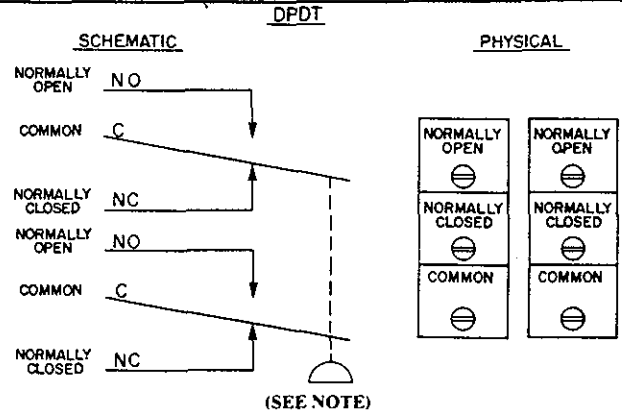 DPDT
SCHEMATIC
NORMALLY
OPEN
NO
COMMON
C
NORMALLY
CLOSED
NC
NORMALLY
OPEN
NO
COMMON
C
NORMALLY
CLOSED
NC
(SEE NOTE)
PHYSICAL
NORMALLY
OPEN
NORMALLY
OPEN
NORMALLY
CLOSED
NORMALLY
CLOSED
COMMON
COMMON